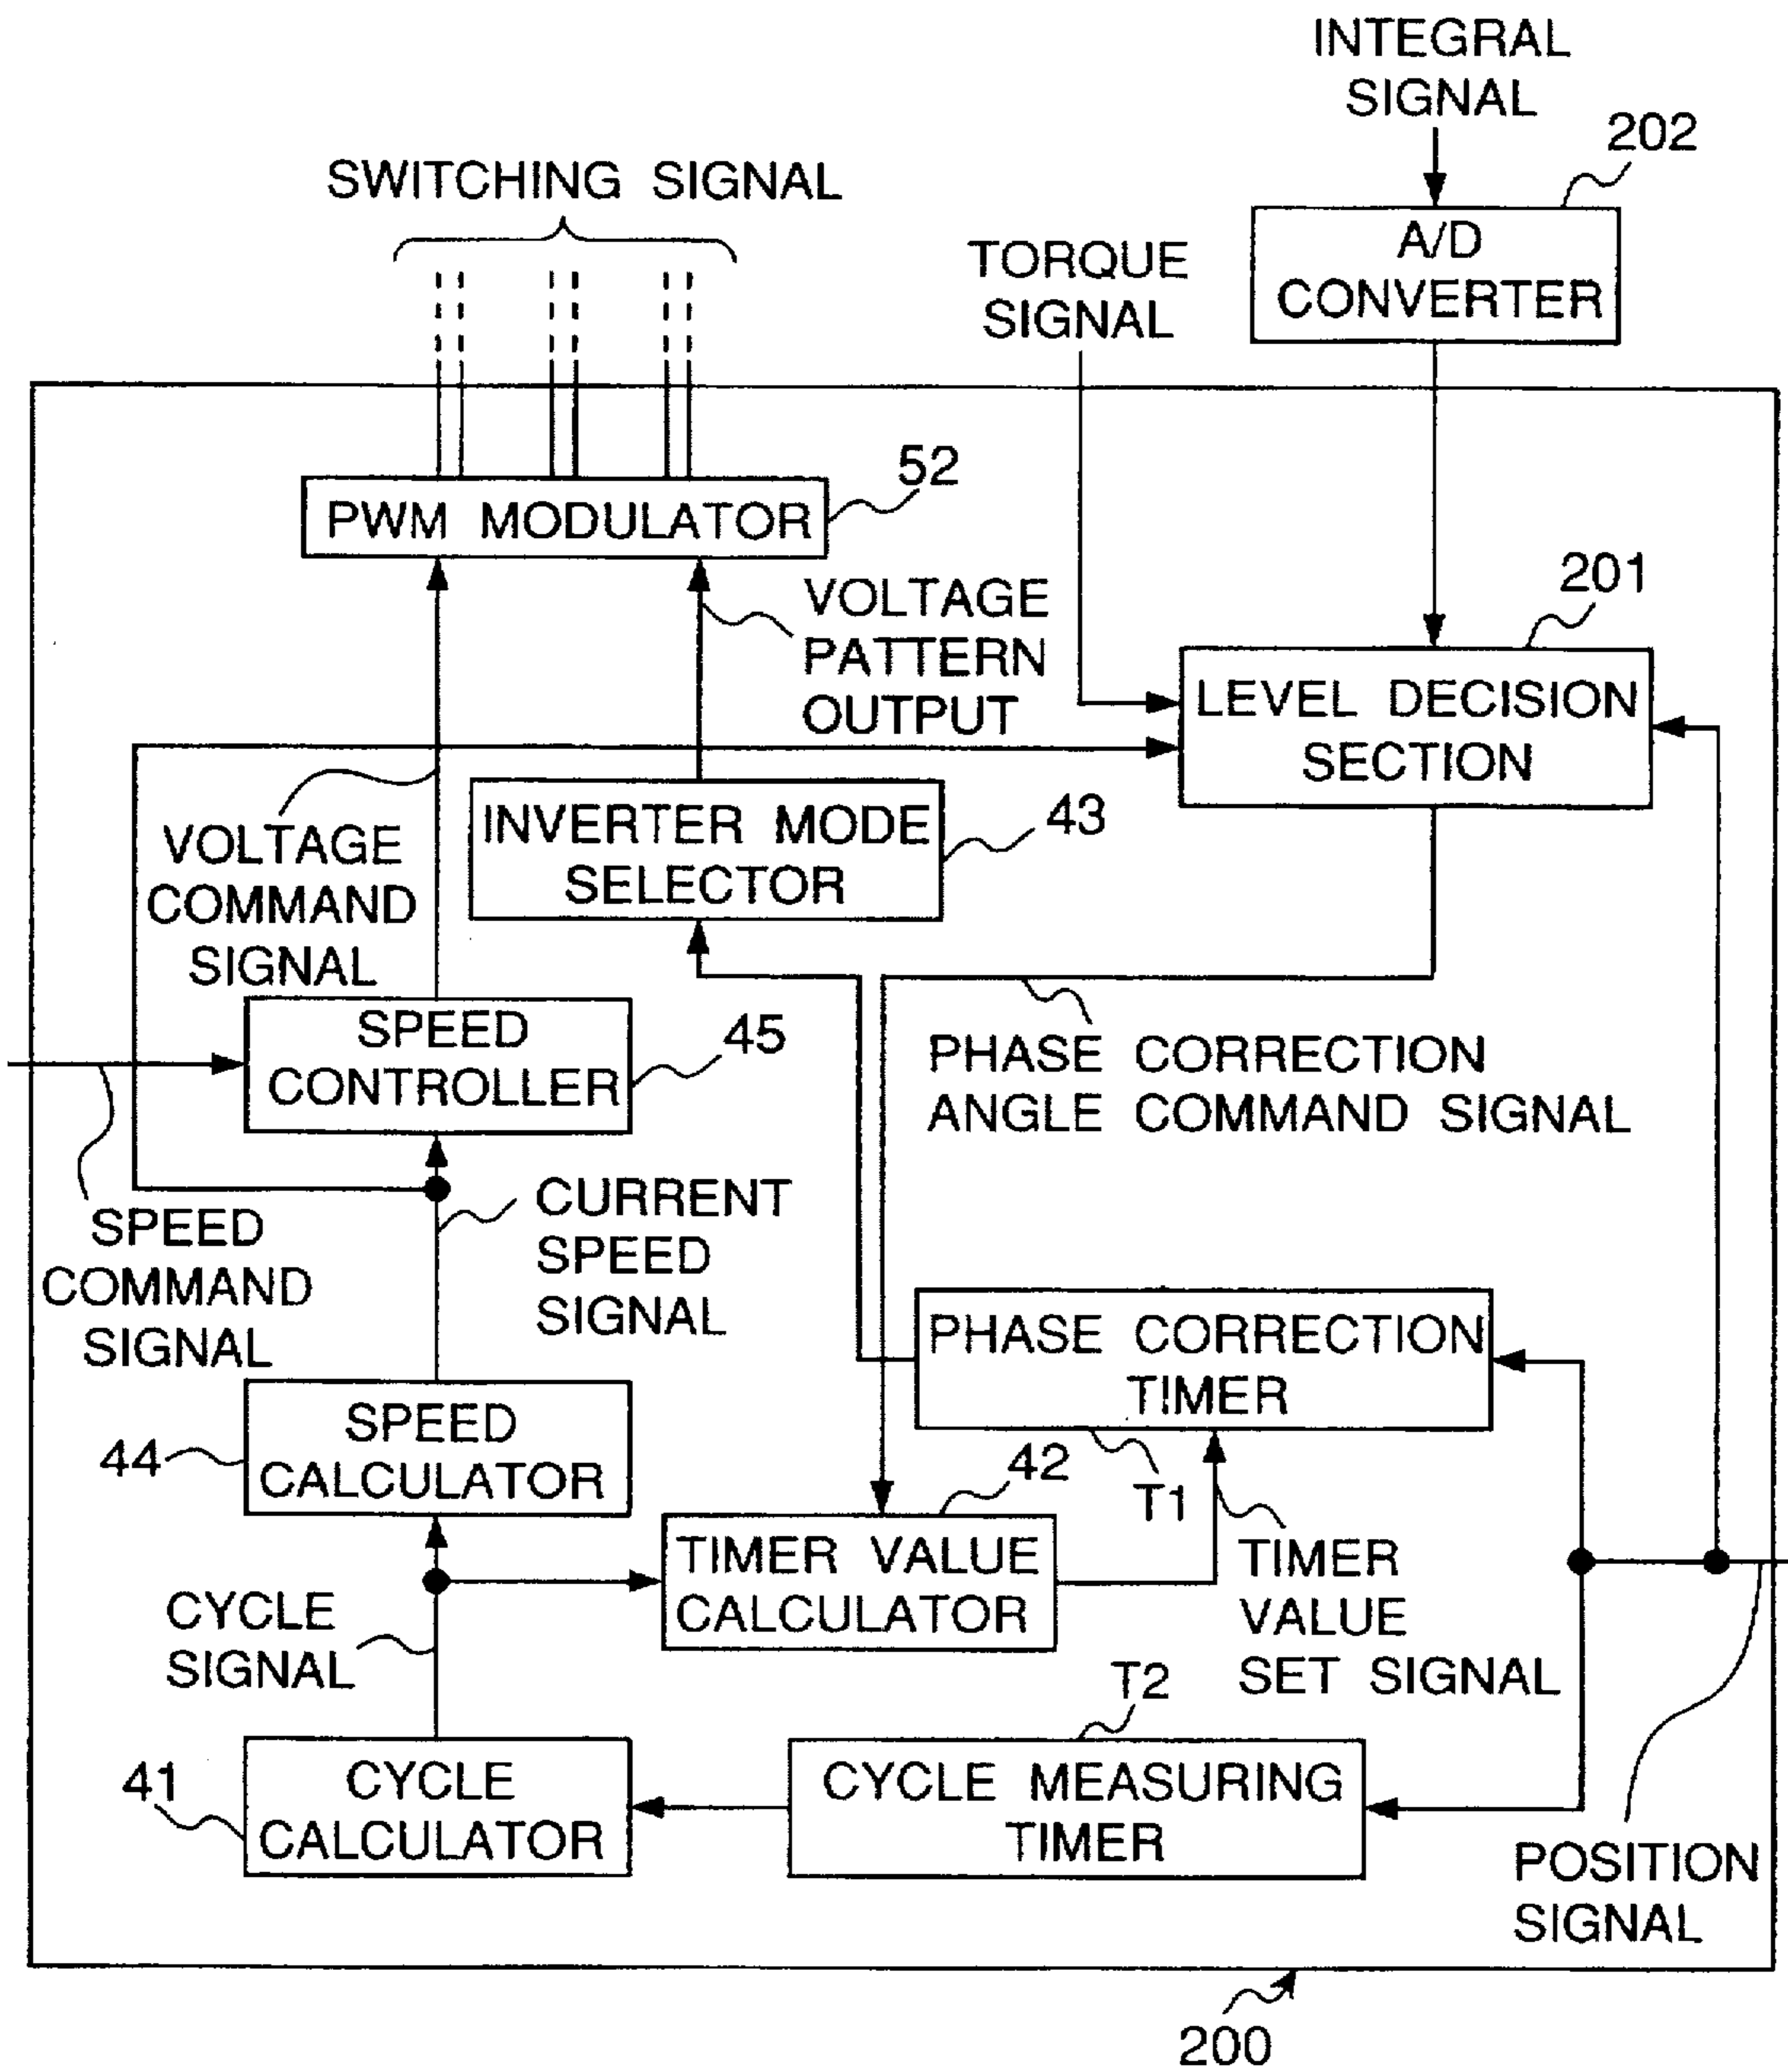 INTEGRAL
SIGNAL
202
SWITCHING SIGNAL
A/D
CONVERTER
TORQUE
SIGNAL
52
PWM MODULATOR
201
VOLTAGE
PATTERN
OUTPUT
LEVEL DECISION
SECTION
INVERTER MODE
SELECTOR
43
VOLTAGE
COMMAND
SIGNAL
SPEED
CONTROLLER
45
PHASE CORRECTION
ANGLE COMMAND SIGNAL
SPEED
COMMAND
SIGNAL
CURRENT
SPEED
SIGNAL
PHASE CORRECTION
TIMER
T1
SPEED
CALCULATOR
44
42
TIMER VALUE
CALCULATOR
TIMER
VALUE
SET SIGNAL
CYCLE
SIGNAL
T2
41
CYCLE
CALCULATOR
CYCLE MEASURING
TIMER
POSITION
SIGNAL
200